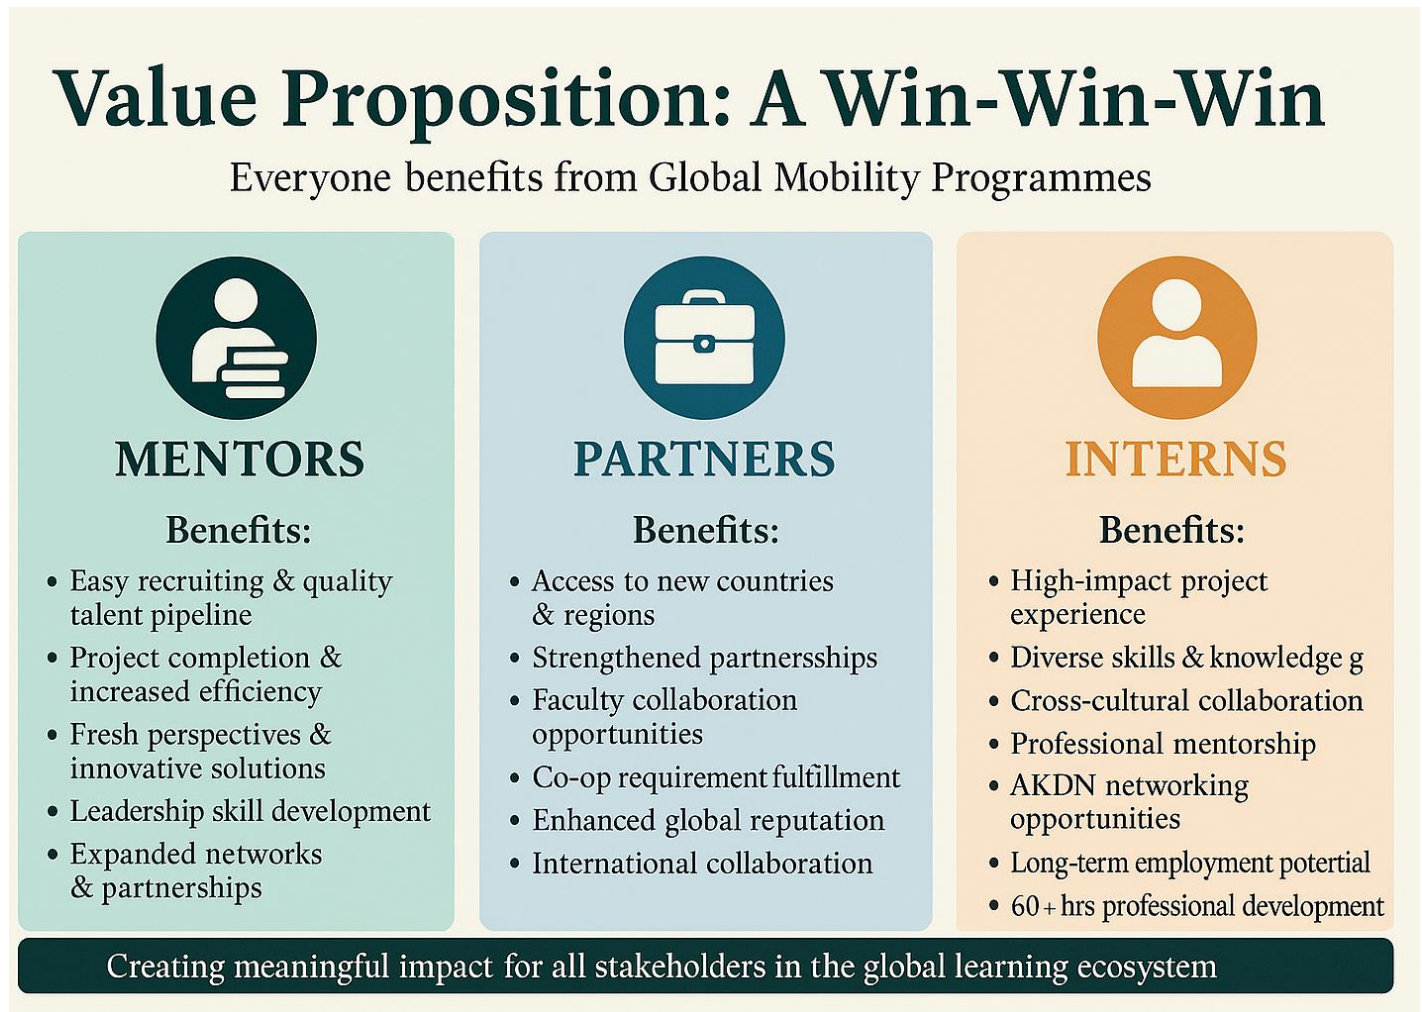 Value Proposition: A Win-Win-Win
Everyone benefits from Global Mobility Programmes
MENTORS
Benefits:
• Easy recruiting & quality
talent pipeline
• Project completion &
increased efficiency
• Fresh perspectives &
innovative solutions
• Leadership skill development
• Expanded networks
& partnerships
PARTNERS
Benefits:
• Access to new countries
& regions
• Strengthened partnersships
• Faculty collaboration
opportunities
• Co-op requirement fulfillment
• Enhanced global reputation
• International collaboration
INTERNS
Benefits:
• High-impact project
experience
• Diverse skills & knowledge g
• Cross-cultural collaboration
• Professional mentorship
• AKDN networking
opportunities
• Long-term employment potertial
• 60+hrs professional development
Creating meaningful impact for all stakeholders in the global learning ecosystem